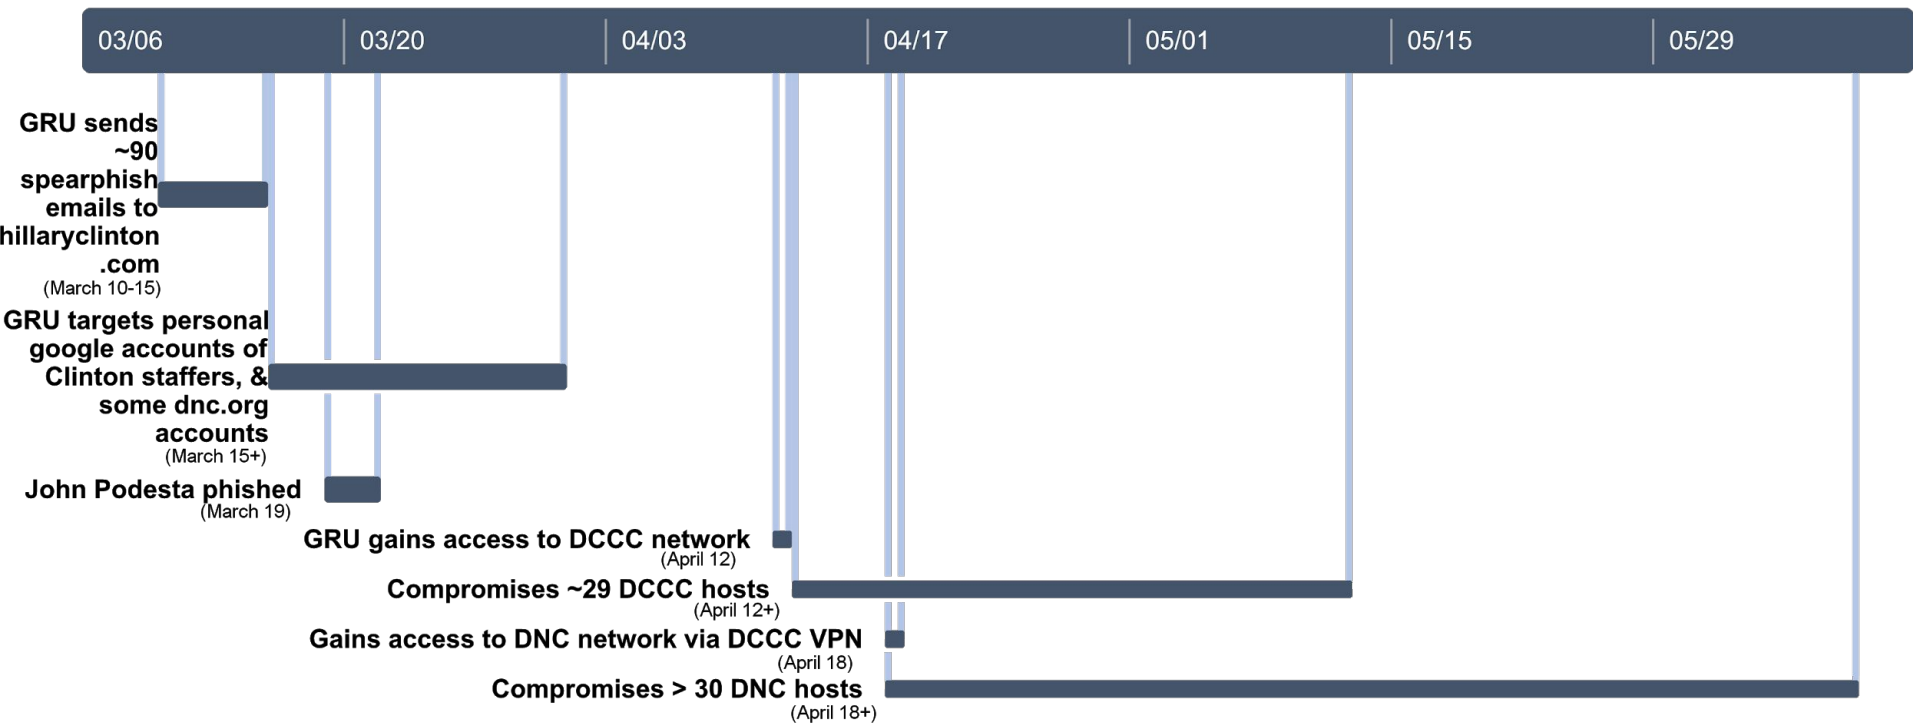 03/06 03/20 04/03 04/17 05/01 05/15 05/29
GRU sends
~90
spearphish
emails to
hillaryclinton
.com
(March 10-15)
GRU targets personal
google accounts of
Clinton staffers, &
some dnc.org
accounts
(March 15+)
John Podesta phished
(March 19)
GRU gains access to DCCC network
(April 12)
Compromises ~29 DCCC hosts
(April 12+)
Gains access to DNC network via DCCC VPN
(April 18)
Compromises > 30 DNC hosts
(April 18+)